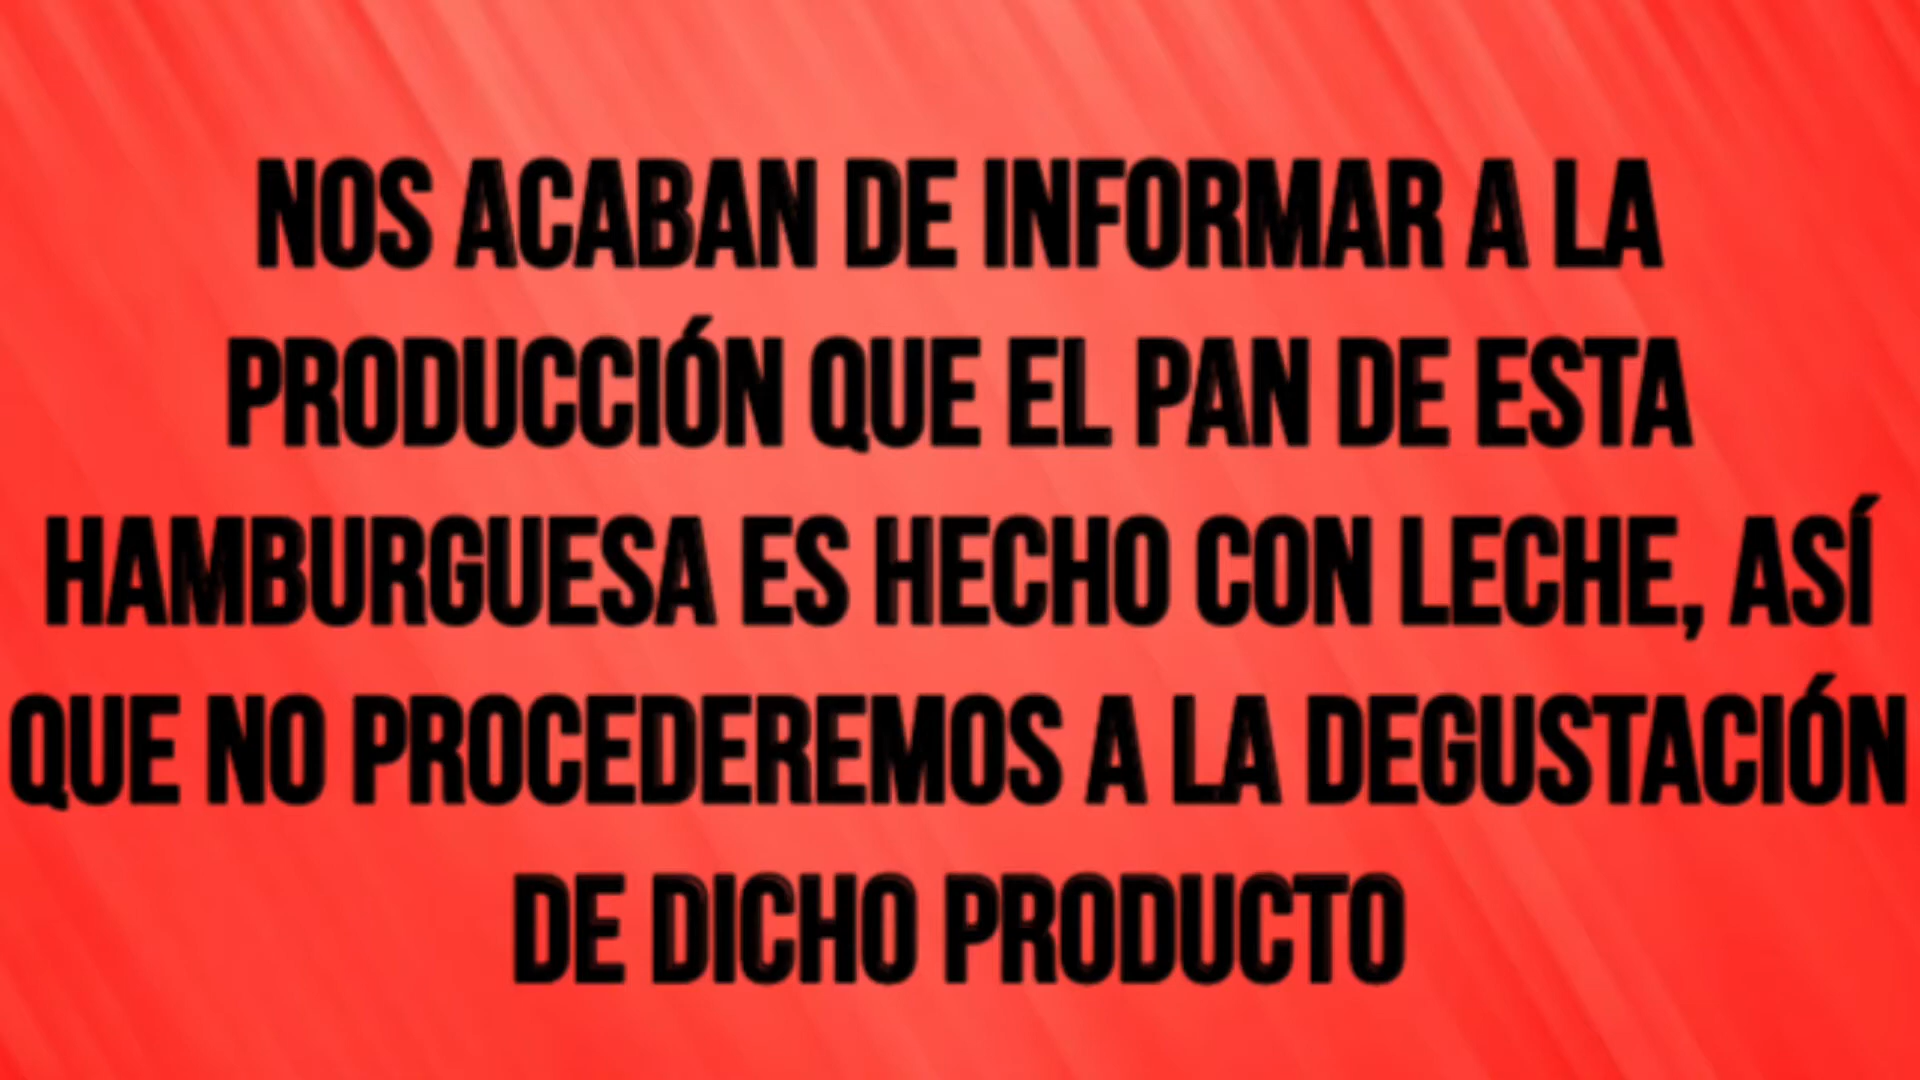 NOS ACABAN DE INFORMAR A LA
PRODUCCIÓN QUE EL PAN DE ESTA
HAMBURGUESA ES HECHO CON LECHE, ASÍ
QUE NO PROCEDEREMOS A LA DEGUSTACIÓN
DE DICHO PRODUCTO